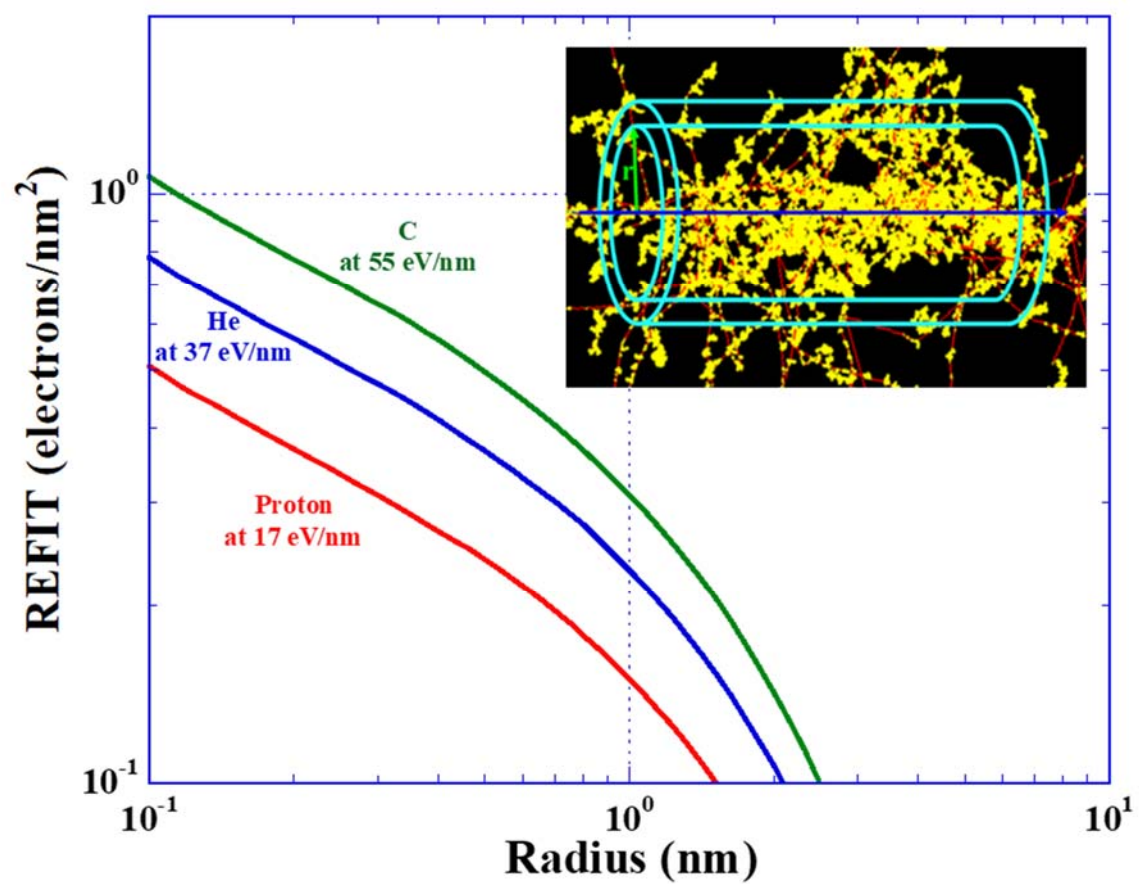 REFIT (electrons/nm²)
10⁰
10⁻¹
C
at 55 eV/nm
He
at 37 eV/nm
Proton
at 17 eV/nm
r
10⁻¹
10⁰
10¹
Radius (nm)